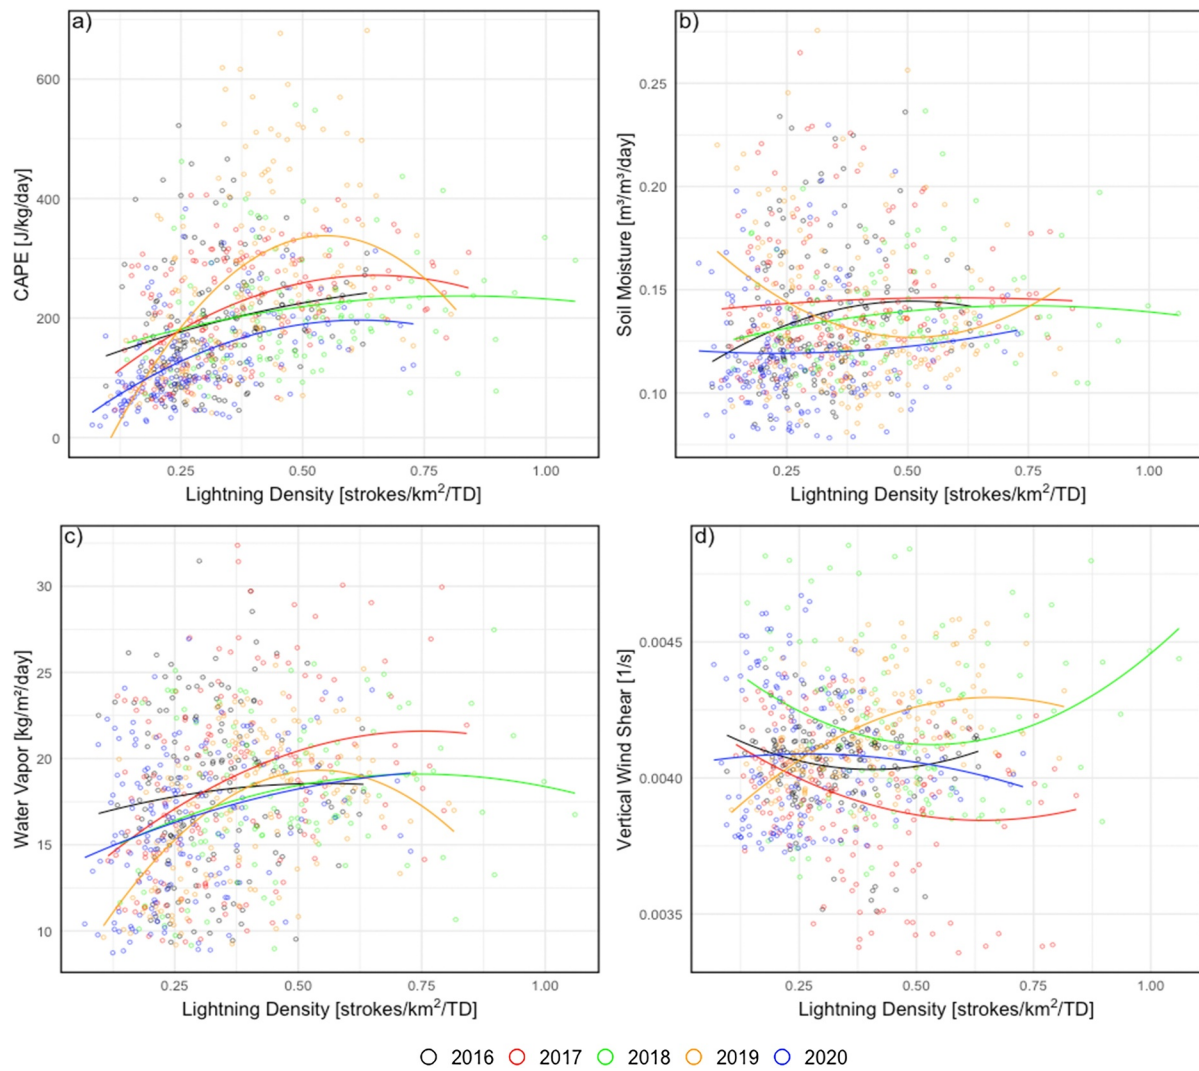 a)
CAPE [J/kg/day]
600
400
200
0
0.25 0.50 0.75 1.00
Lightning Density [strokes/km²/TD]
b)
Soil Moisture [m³/m³/day]
0.25
0.20
0.15
0.10
0.25 0.50 0.75 1.00
Lightning Density [strokes/km²/TD]
c)
Water Vapor [kg/m²/day]
30
25
20
15
10
0.25 0.50 0.75 1.00
Lightning Density [strokes/km²/TD]
d)
Vertical Wind Shear [1/s]
0.0045
0.0040
0.0035
0.25 0.50 0.75 1.00
Lightning Density [strokes/km²/TD]
2016 2017 2018 2019 2020